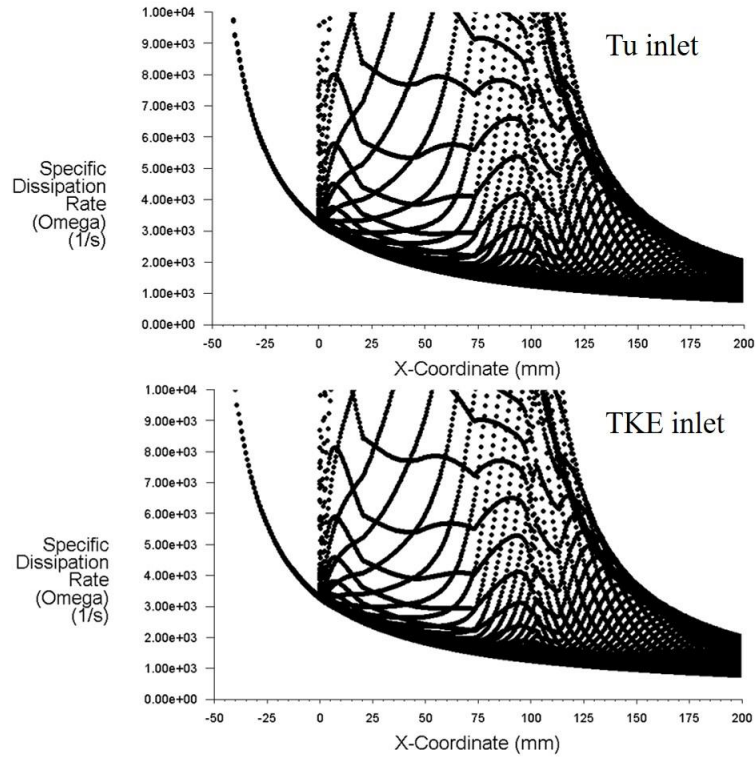 1.00e+04
Tu inlet
9.00e+03
8.00e+03
7.00e+03
6.00e+03
Specific
Dissipation
Rate
(Omega)
(1/s)
5.00e+03
4.00e+03
3.00e+03
2.00e+03
1.00e+03
0.00e+00
-50 -25 0 25 50 75 100 125 150 175 200
X-Coordinate (mm)
1.00e+04
TKE inlet
9.00e+03
8.00e+03
7.00e+03
6.00e+03
Specific
Dissipation
Rate
(Omega)
(1/s)
5.00e+03
4.00e+03
3.00e+03
2.00e+03
1.00e+03
0.00e+00
-50 -25 0 25 50 75 100 125 150 175 200
X-Coordinate (mm)